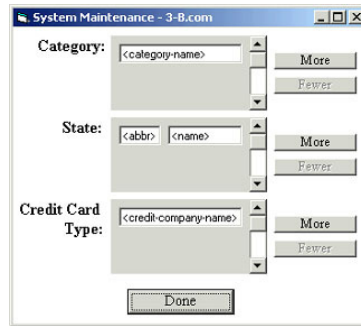 System Maintenance - 3-B.com
Category:
<category-name>
More
Fewer
State:
<abbr> <name>
More
Fewer
Credit Card
Type:
<credit-company-name>
More
Fewer
Done